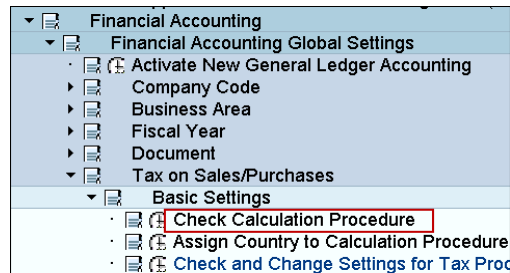 Financial Accounting
Financial Accounting Global Settings
Activate New General Ledger Accounting
Company Code
Business Area
Fiscal Year
Document
Tax on Sales/Purchases
Basic Settings
Check Calculation Procedure
Assign Country to Calculation Procedure
Check and Change Settings for Tax Proc